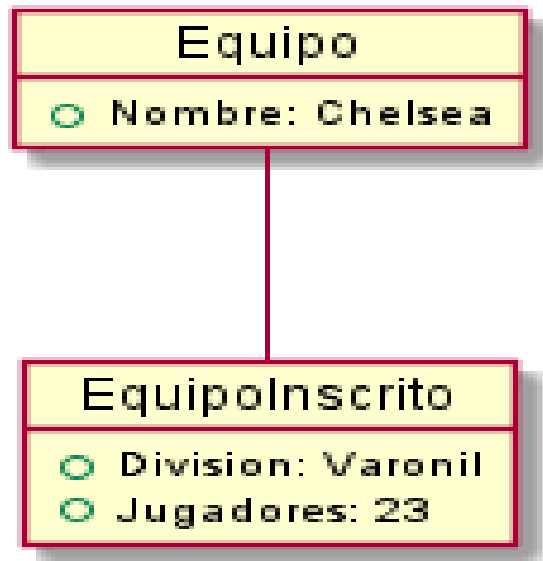 Equipo
Nombre: Chelsea
EquipoInscrito
Division: Varonil
Jugadores: 23